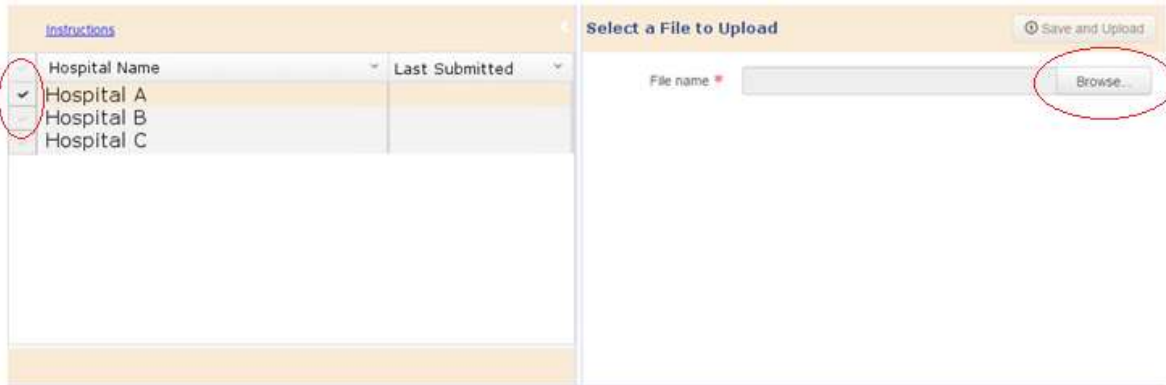 Instructions
Hospital Name Last Submitted
Hospital A
Hospital B
Hospital C
Select a File to Upload Save and Upload
File name * Browse...